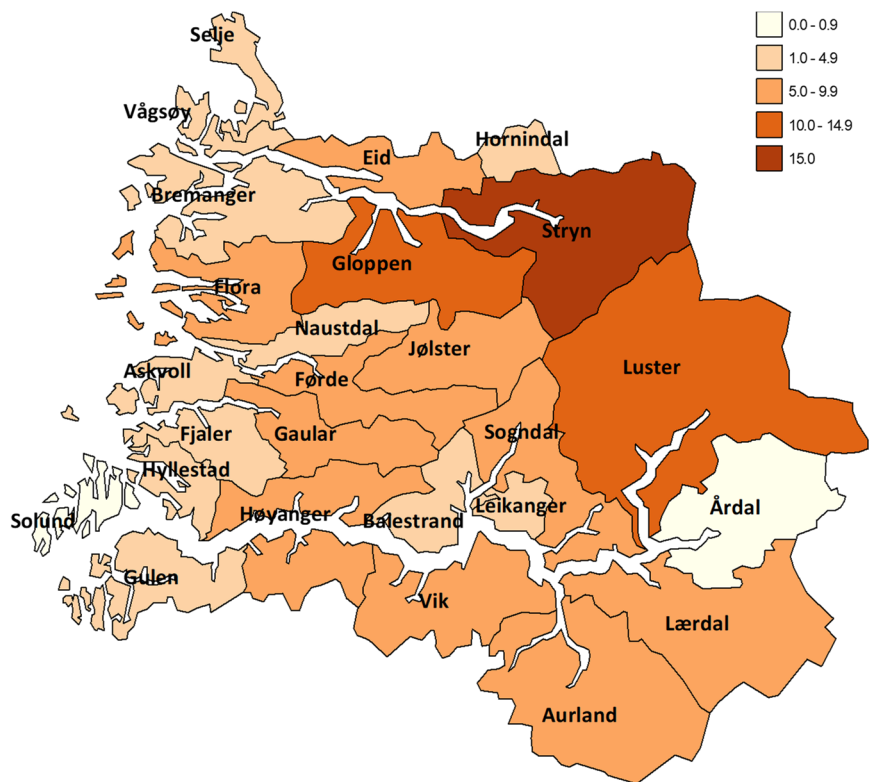 Selje
0.0 - 0.9
1.0 - 4.9
5.0 - 9.9
10.0 - 14.9
15.0
Vågsøy
Hornindal
Eid
Bremanger
Stryn
Gloppen
Flora
Naustdal
Jølster
Luster
Askvoll
Førde
Fjaler
Gaular
Sogndal
Hyllestad
Leikanger
Årdal
Solund
Høyanger
Balestrand
Gulen
Vik
Lærdal
Aurland